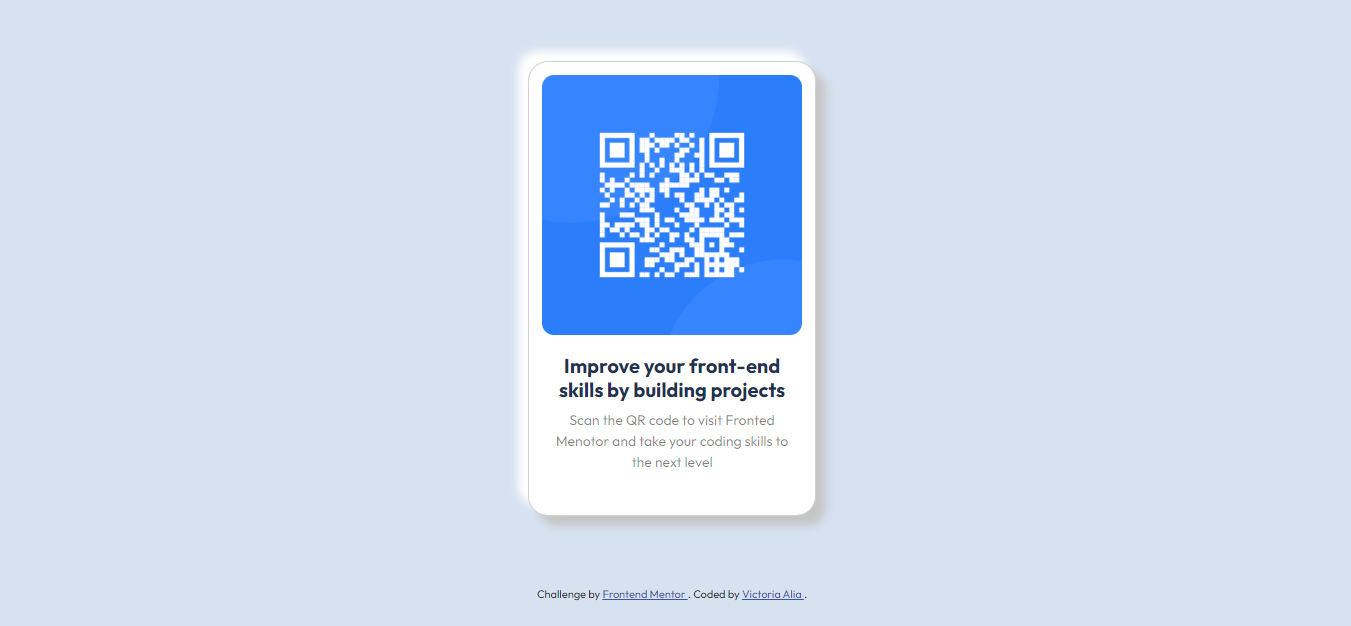 Improve your front-end
skills by building projects
Scan the QR code to visit Fronted
Menotor and take your coding skills to
the next level
Challenge by Frontend Mentor . Coded by Victoria Alia .